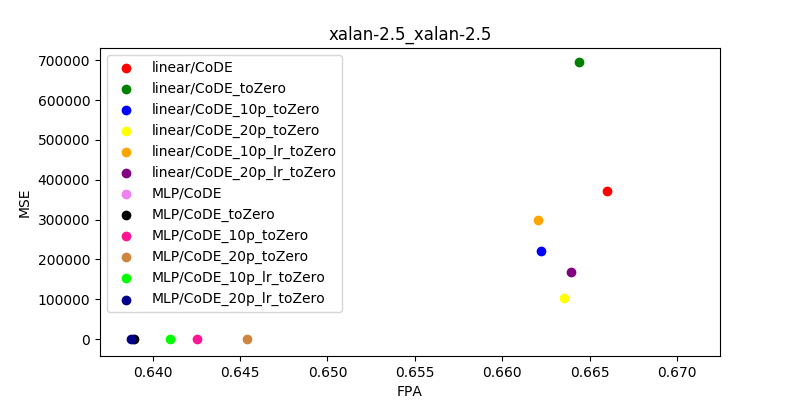 xalan-2.5_xalan-2.5
700000
600000
500000
400000
300000
200000
100000
0
MSE
linear/CoDE
linear/CoDE_toZero
linear/CoDE_10p_toZero
linear/CoDE_20p_toZero
linear/CoDE_10p_lr_toZero
linear/CoDE_20p_lr_toZero
MLP/CoDE
MLP/CoDE_toZero
MLP/CoDE_10p_toZero
MLP/CoDE_20p_toZero
MLP/CoDE_10p_lr_toZero
MLP/CoDE_20p_lr_toZero
0.640 0.645 0.650 0.655 0.660 0.665 0.670
FPA